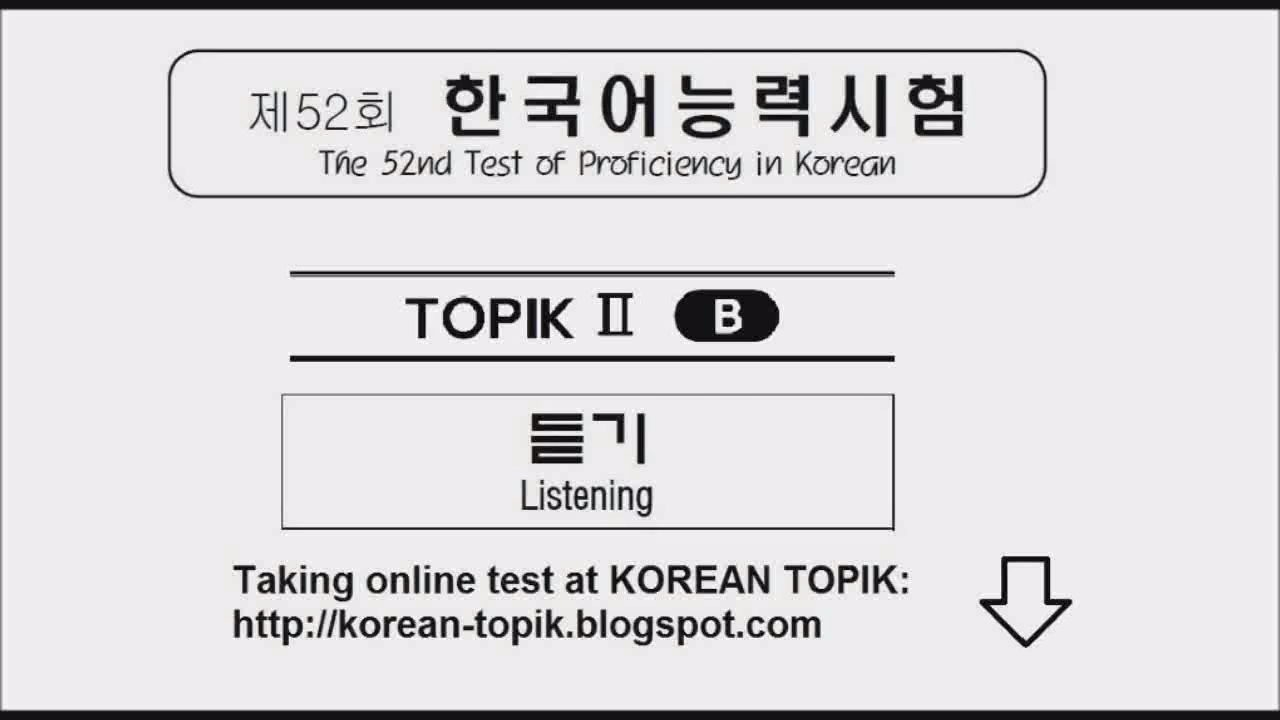 제52회 한국어능력시험
The 52nd Test of Proficiency in Korean
TOPIK Ⅱ B
듣기
Listening
Taking online test at KOREAN TOPIK:
http://korean-topik.blogspot.com